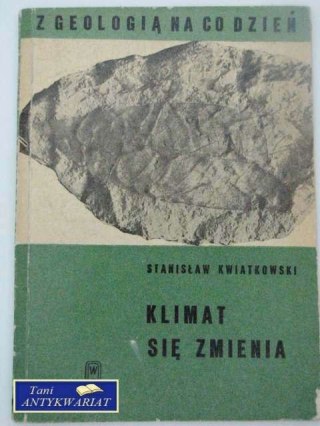 Z GEOLOGIĄ NA CO DZIEŃ
STANISŁAW KWIATKOWSKI
KLIMAT
SIĘ ZMIENIA
Tani
ANTYKWARIAT